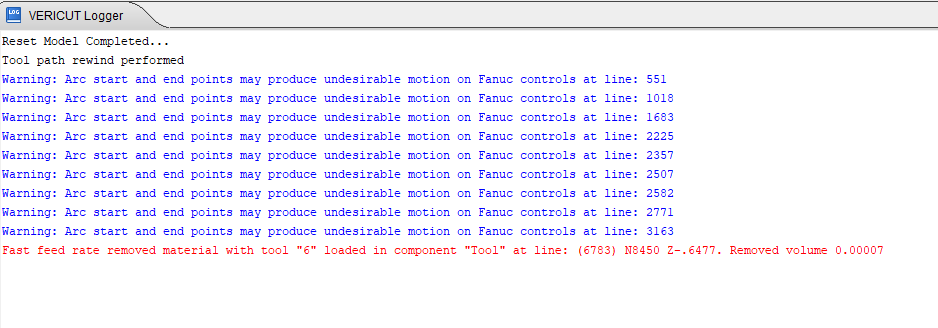 LOG
VERICUT Logger
Reset Model Completed...
Tool path rewind performed
Warning: Arc start and end points may produce undesirable motion on Fanuc controls at line: 551
Warning: Arc start and end points may produce undesirable motion on Fanuc controls at line: 1018
Warning: Arc start and end points may produce undesirable motion on Fanuc controls at line: 1683
Warning: Arc start and end points may produce undesirable motion on Fanuc controls at line: 2225
Warning: Arc start and end points may produce undesirable motion on Fanuc controls at line: 2357
Warning: Arc start and end points may produce undesirable motion on Fanuc controls at line: 2507
Warning: Arc start and end points may produce undesirable motion on Fanuc controls at line: 2582
Warning: Arc start and end points may produce undesirable motion on Fanuc controls at line: 2771
Warning: Arc start and end points may produce undesirable motion on Fanuc controls at line: 3163
Fast feed rate removed material with tool "6" loaded in component "Tool" at line: (6783) N8450 Z-.6477. Removed volume 0.00007